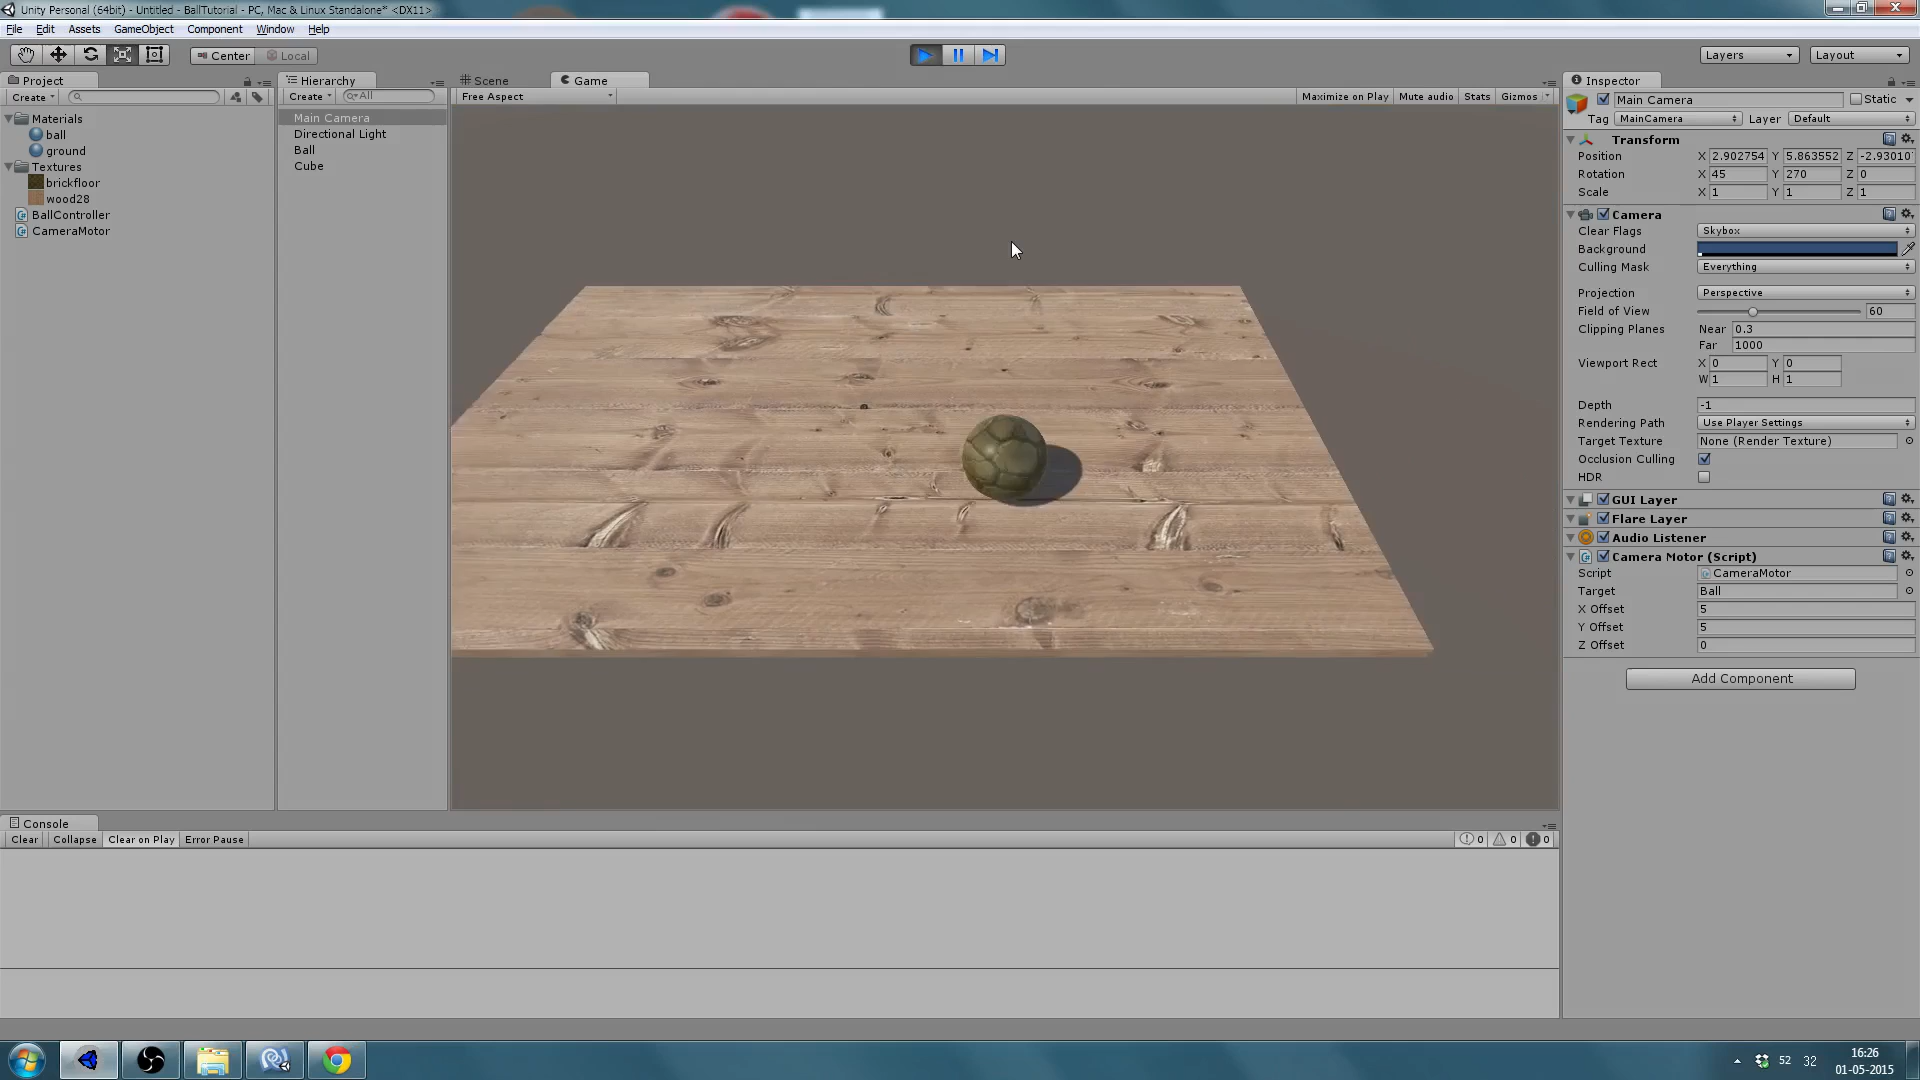 Unity Personal (64bit) - Untitled - BallTutorial - PC, Mac & Linux Standalone* <DX11>
File Edit Assets GameObject Component Window Help
Center Local Layers Layout
Project Hierarchy Scene Game Inspector
Create Create All Free Aspect Maximize on Play Mute audio Stats Gizmos
Main Camera Static
Tag MainCamera Layer Default
Materials
ball
ground
Textures
brickfloor
wood28
BallController
CameraMotor
Main Camera
Directional Light
Ball
Cube
Transform
Position X 2.902754 Y 5.863552 Z -2.93010
Rotation X 45 Y 270 Z 0
Scale X 1 Y 1 Z 1
Camera
Clear Flags Skybox
Background
Culling Mask Everything
Projection Perspective
Field of View 60
Clipping Planes Near 0.3
Far 1000
Viewport Rect X 0 Y 0
W 1 H 1
Depth -1
Rendering Path Use Player Settings
Target Texture None (Render Texture)
Occlusion Culling
HDR
GUI Layer
Flare Layer
Audio Listener
Camera Motor (Script)
Script CameraMotor
Target Ball
X Offset 5
Y Offset 5
Z Offset 0
Add Component
Console
Clear Collapse Clear on Play Error Pause 0 0 0
52 32 16:26
01-05-2015